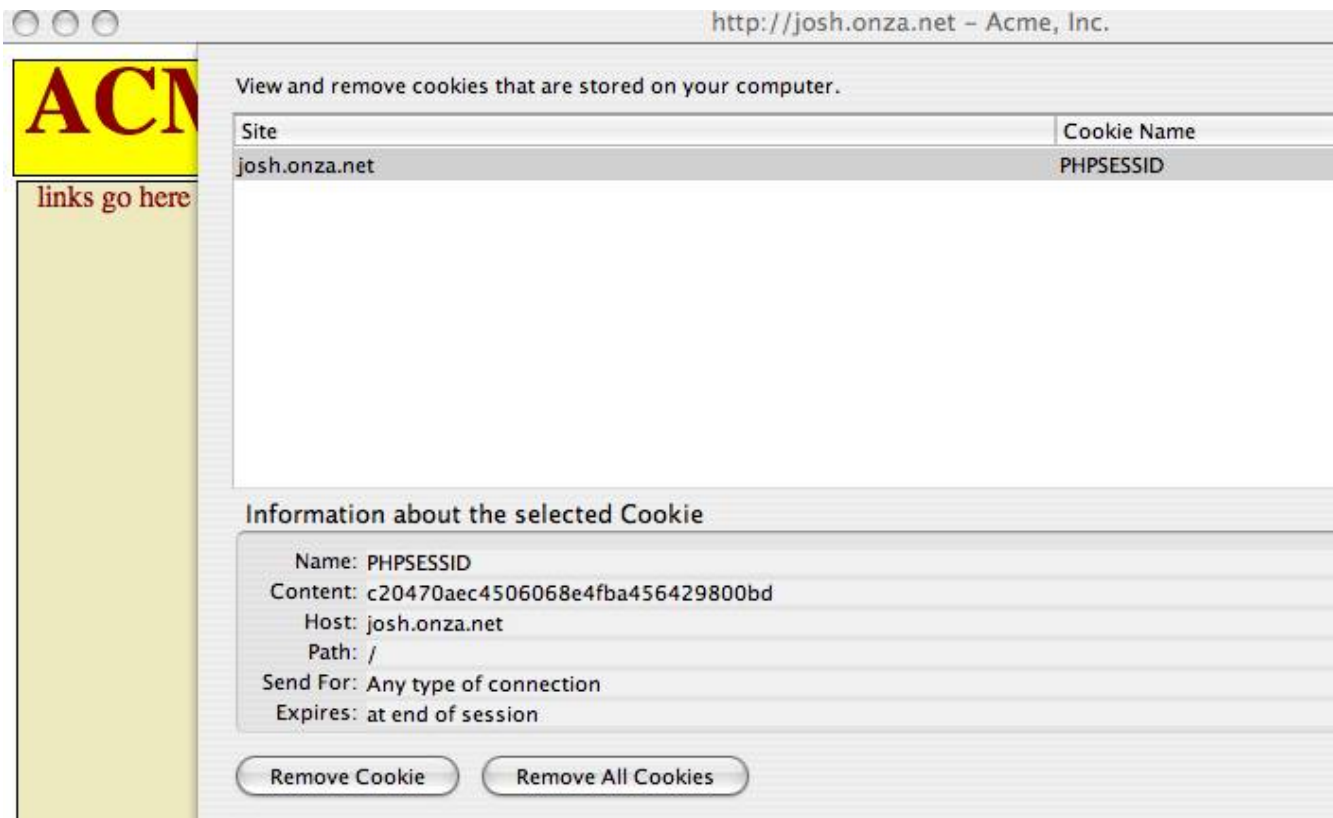 http://josh.onza.net – Acme, Inc.
ACM
links go here
View and remove cookies that are stored on your computer.
Site Cookie Name
josh.onza.net PHPSESSID
Information about the selected Cookie
Name: PHPSESSID
Content: c20470aec4506068e4fba456429800bd
Host: josh.onza.net
Path: /
Send For: Any type of connection
Expires: at end of session
Remove Cookie Remove All Cookies